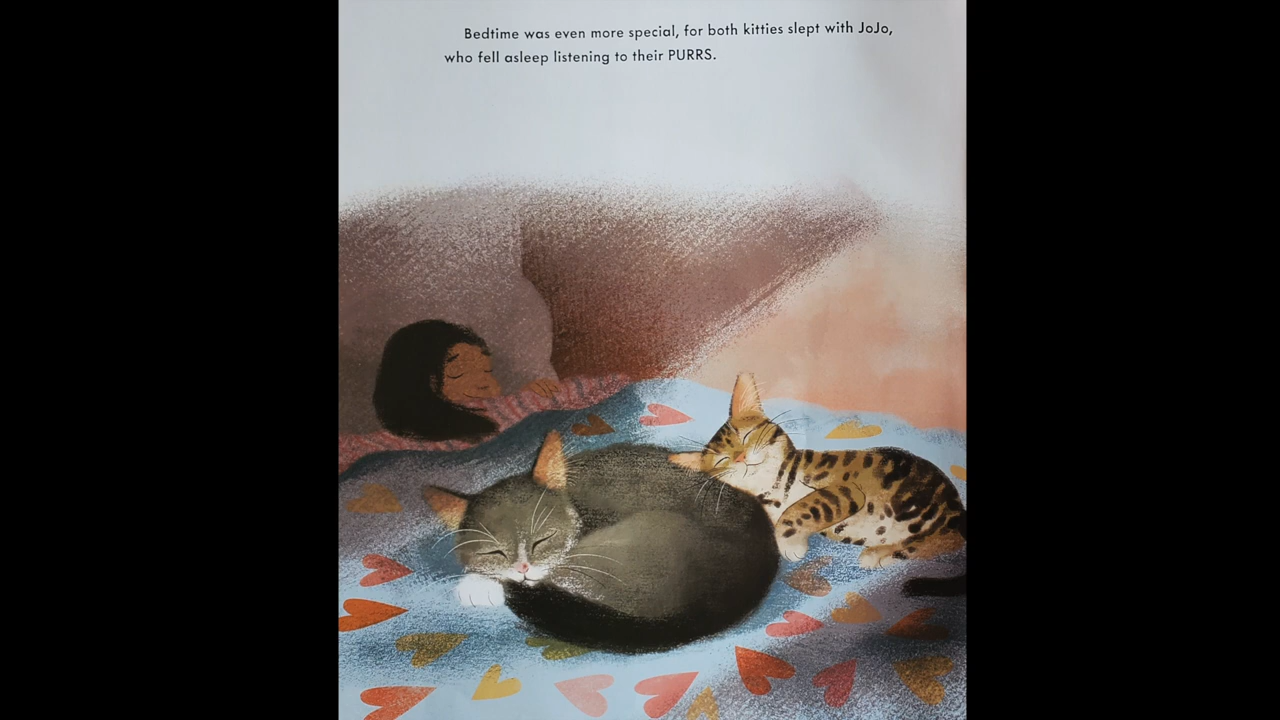 Bedtime was even more special, for both kitties slept with JoJo,
who fell asleep listening to their PURRS.